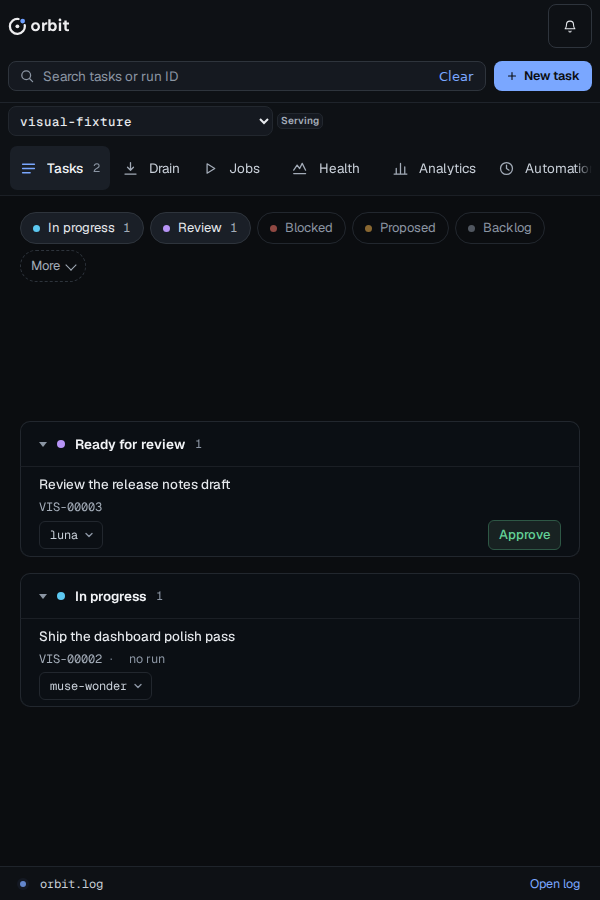 orbit
Search tasks or run ID Clear + New task
visual-fixture Serving
Tasks 2 Drain Jobs Health Analytics Automatio
In progress 1 Review 1 Blocked Proposed Backlog
More
Ready for review 1
Review the release notes draft
VIS-00003
luna Approve
In progress 1
Ship the dashboard polish pass
VIS-00002 · no run
muse-wonder
orbit.log Open log